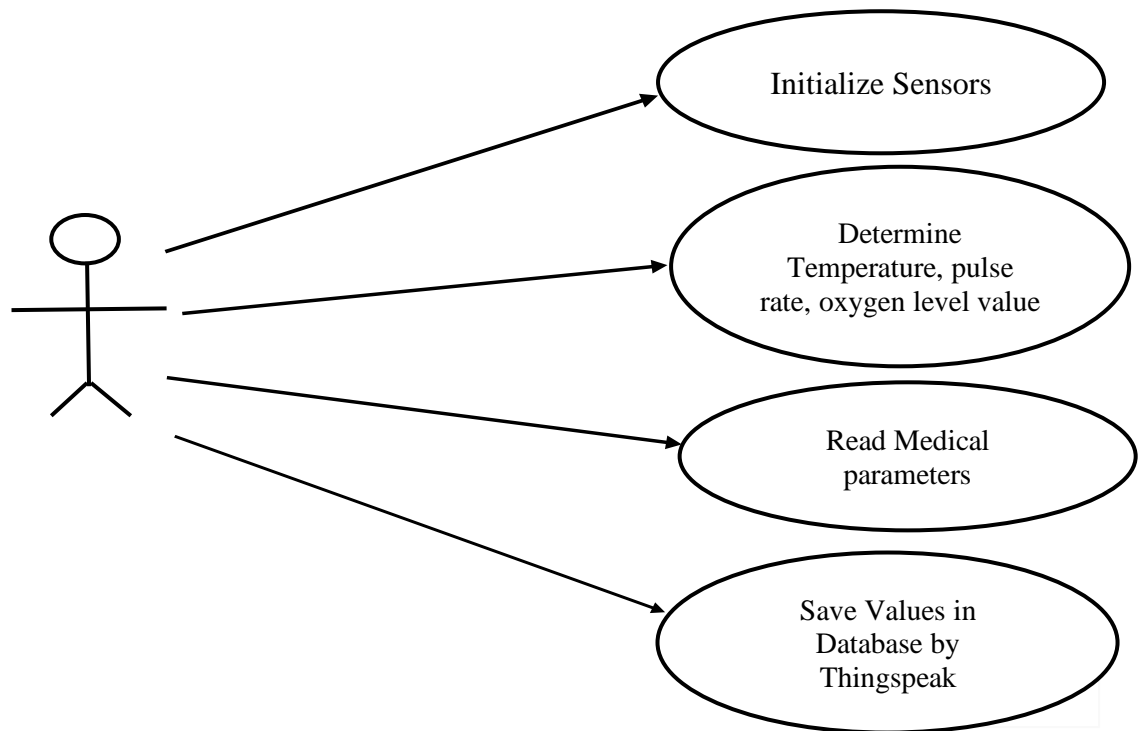 Initialize Sensors
Determine
Temperature, pulse
rate, oxygen level value
Read Medical
parameters
Save Values in
Database by
Thingspeak